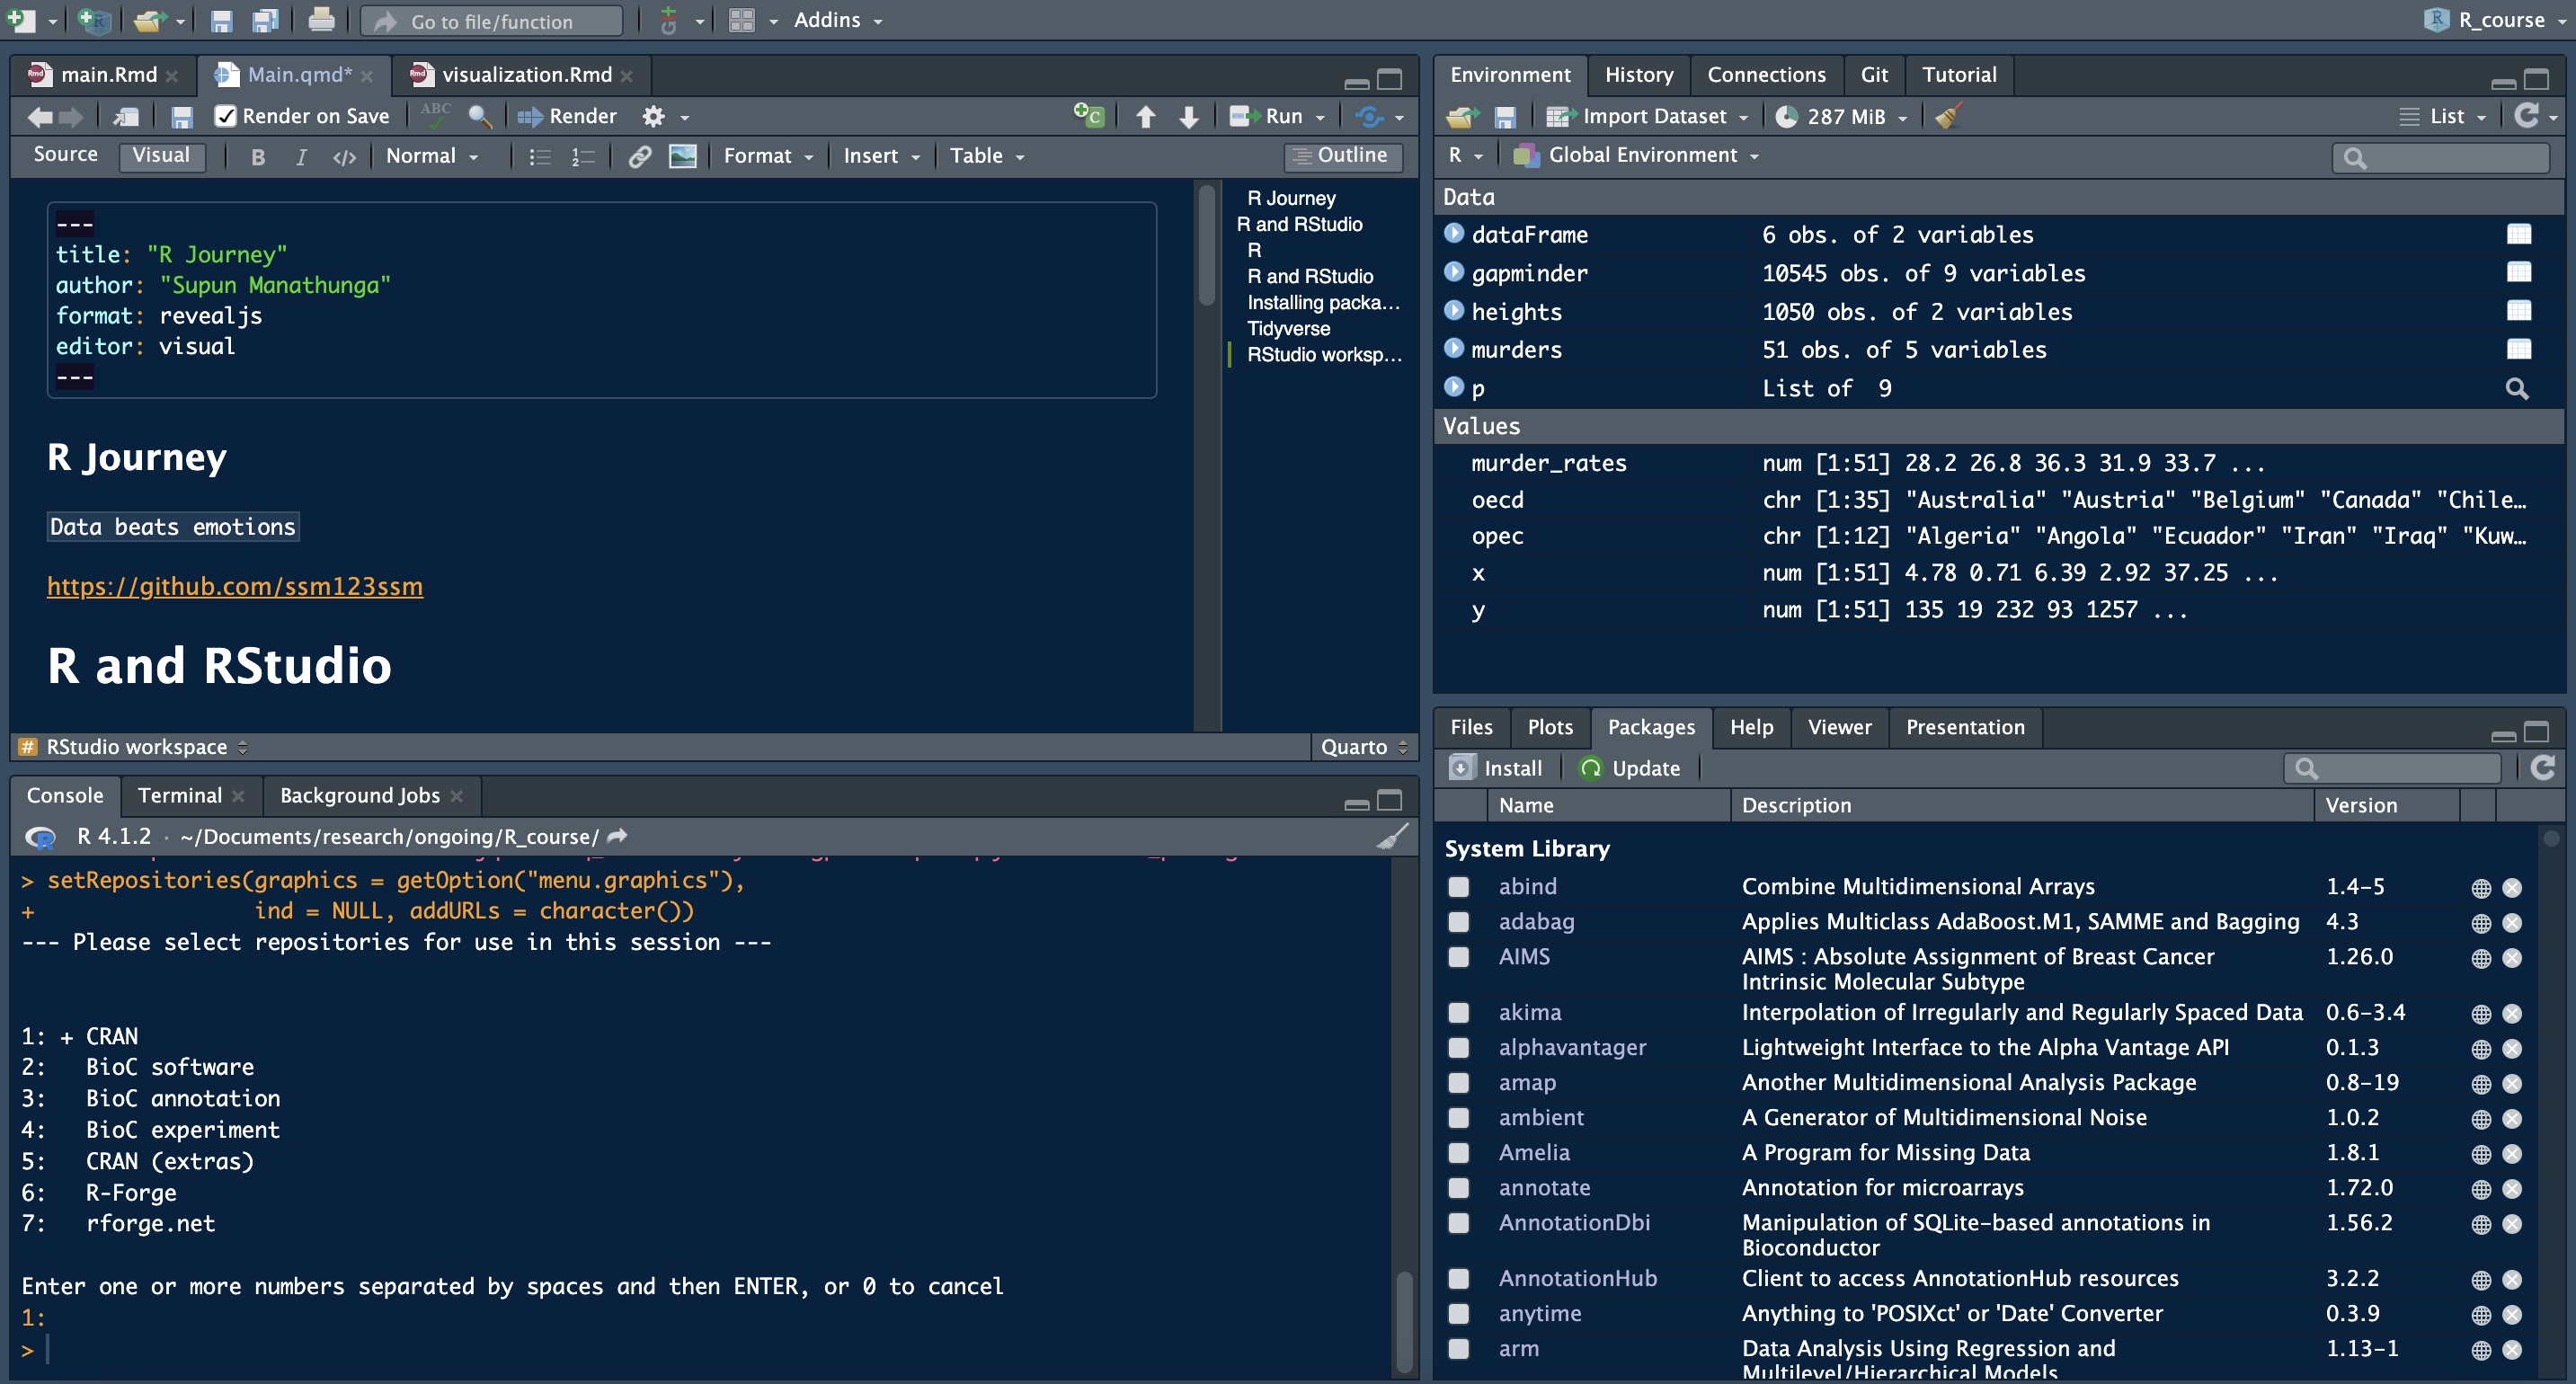 Go to file/function
Addins
R_course
main.Rmd
Main.qmd*
visualization.Rmd
Render on Save
ABC
Render
Run
Source
Visual
B
I
</>
Normal
Format
Insert
Table
Outline
---
title: "R Journey"
author: "Supun Manathunga"
format: revealjs
editor: visual
---
R Journey
Data beats emotions
https://github.com/ssm123ssm
R and RStudio
R Journey
R and RStudio
R
R and RStudio
Installing packa...
Tidyverse
RStudio worksp...
# RStudio workspace
Quarto
Console
Terminal
Background Jobs
R 4.1.2 · ~/Documents/research/ongoing/R_course/
> setRepositories(graphics = getOption("menu.graphics"),
+ ind = NULL, addURLs = character())
--- Please select repositories for use in this session ---
1: + CRAN
2: BioC software
3: BioC annotation
4: BioC experiment
5: CRAN (extras)
6: R-Forge
7: rforge.net
Enter one or more numbers separated by spaces and then ENTER, or 0 to cancel
1:
>
Environment
History
Connections
Git
Tutorial
Import Dataset
287 MiB
List
R
Global Environment
Data
dataFrame 6 obs. of 2 variables
gapminder 10545 obs. of 9 variables
heights 1050 obs. of 2 variables
murders 51 obs. of 5 variables
p List of 9
Values
murder_rates num [1:51] 28.2 26.8 36.3 31.9 33.7 ...
oecd chr [1:35] "Australia" "Austria" "Belgium" "Canada" "Chile...
opec chr [1:12] "Algeria" "Angola" "Ecuador" "Iran" "Iraq" "Kuw...
x num [1:51] 4.78 0.71 6.39 2.92 37.25 ...
y num [1:51] 135 19 232 93 1257 ...
Files
Plots
Packages
Help
Viewer
Presentation
Install
Update
Name Description Version
System Library
abind Combine Multidimensional Arrays 1.4-5
adabag Applies Multiclass AdaBoost.M1, SAMME and Bagging 4.3
AIMS AIMS : Absolute Assignment of Breast Cancer 1.26.0
Intrinsic Molecular Subtype
akima Interpolation of Irregularly and Regularly Spaced Data 0.6-3.4
alphavantager Lightweight Interface to the Alpha Vantage API 0.1.3
amap Another Multidimensional Analysis Package 0.8-19
ambient A Generator of Multidimensional Noise 1.0.2
Amelia A Program for Missing Data 1.8.1
annotate Annotation for microarrays 1.72.0
AnnotationDbi Manipulation of SQLite-based annotations in 1.56.2
Bioconductor
AnnotationHub Client to access AnnotationHub resources 3.2.2
anytime Anything to 'POSIXct' or 'Date' Converter 0.3.9
arm Data Analysis Using Regression and 1.13-1
Multilevel/Hierarchical Models